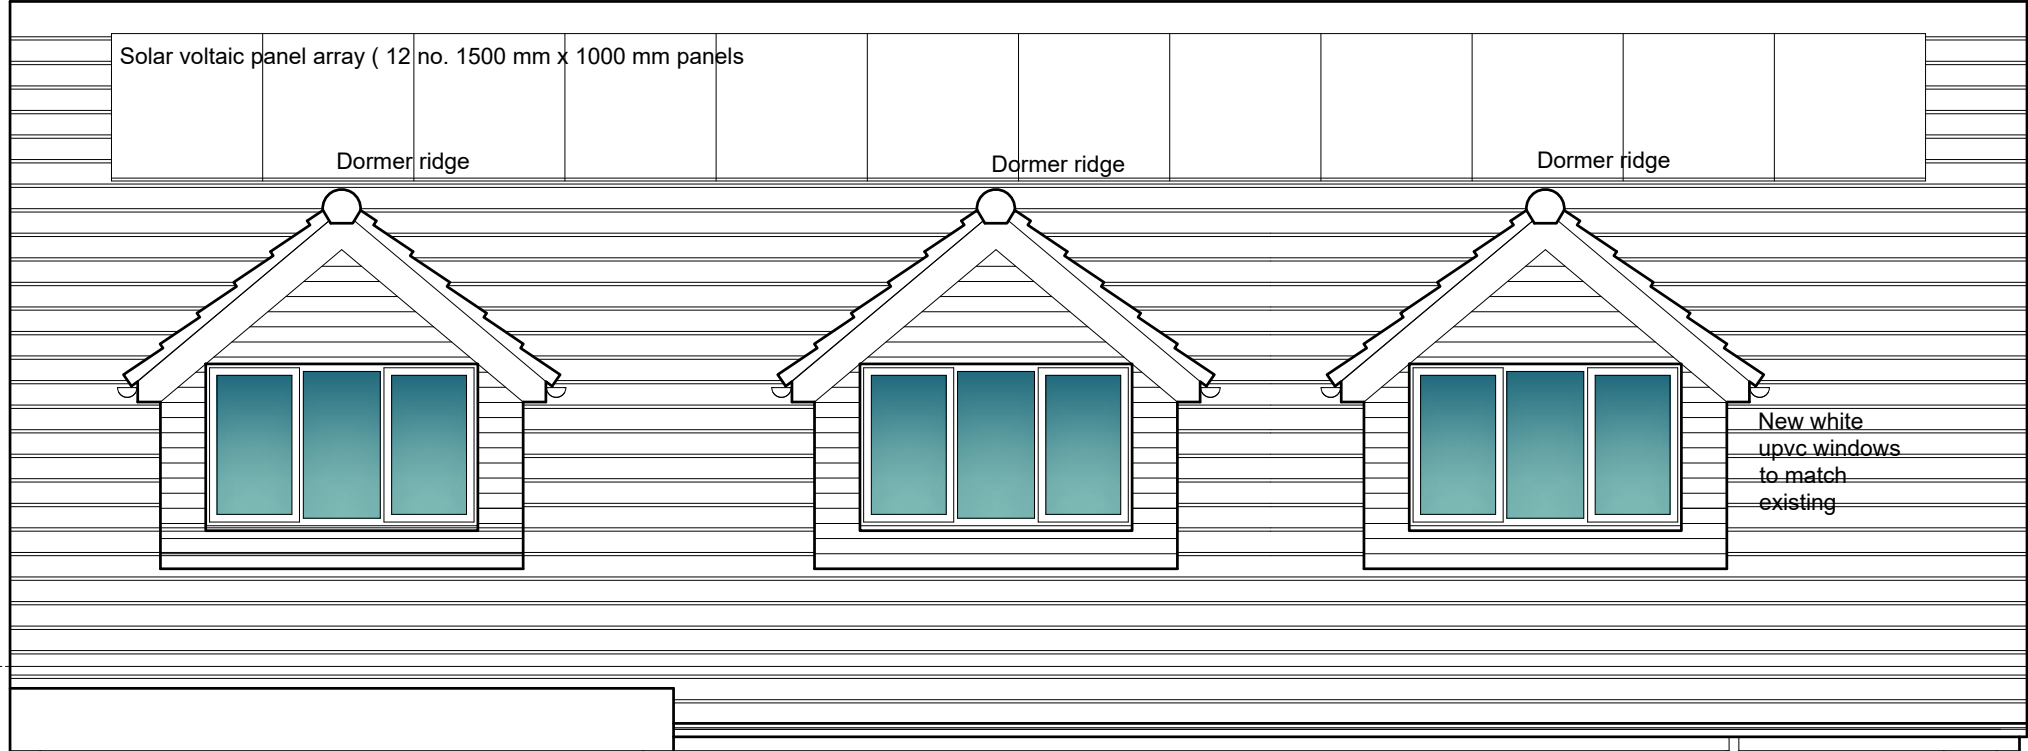 Solar voltaic panel array ( 12 no. 1500 mm x 1000 mm panels
Dormer ridge
Dormer ridge
Dormer ridge
New white
upvc windows
to match
existing